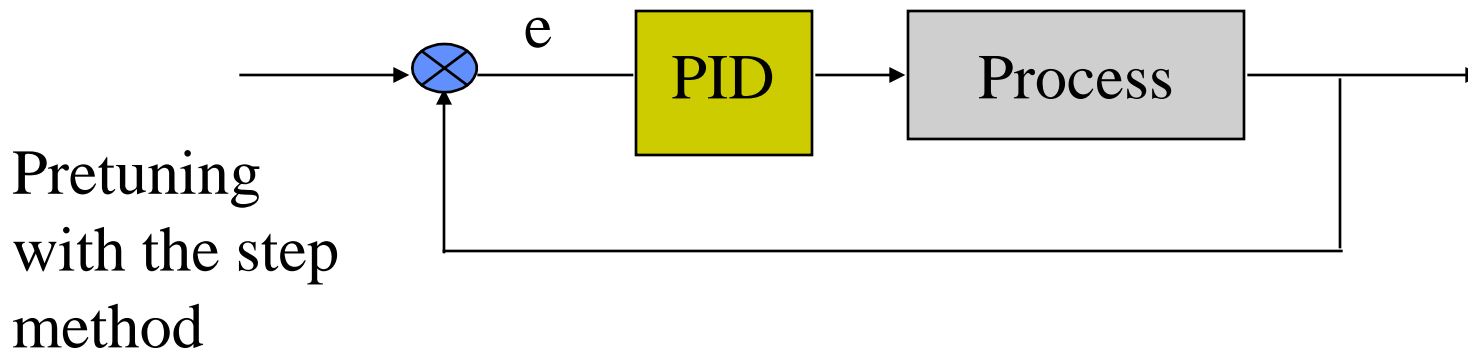 e
PID
Process
Pretuning
with the step
method